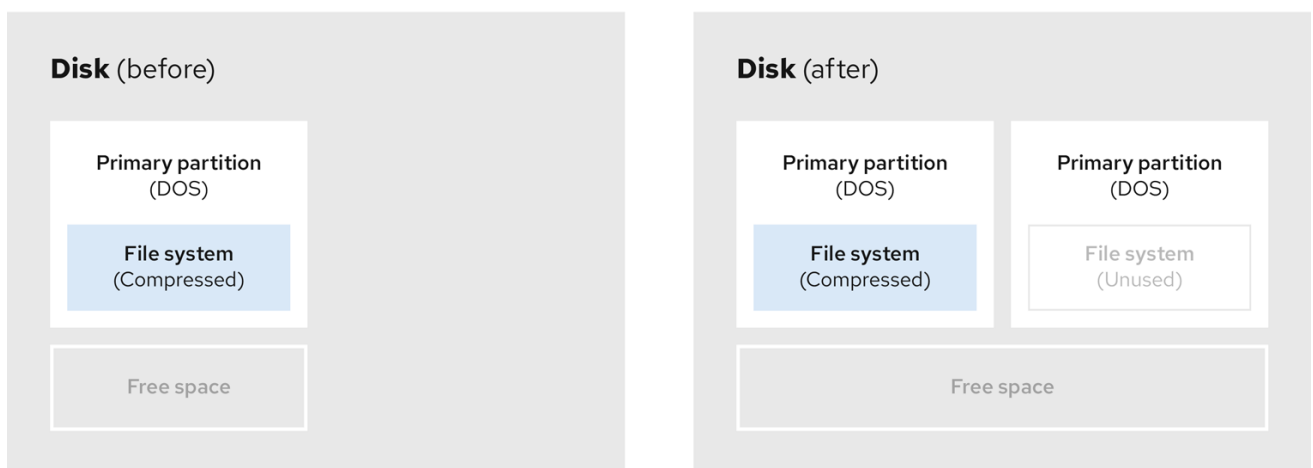 Disk (before)
Primary partition
(DOS)
File system
(Compressed)
Free space
Disk (after)
Primary partition
(DOS)
File system
(Compressed)
Primary partition
(DOS)
File system
(Unused)
Free space